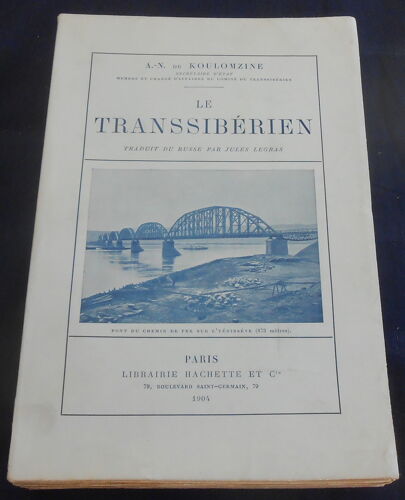 A.-N. DE KOULOMZINE
SECRÉTAIRE D'ÉTAT
MEMBRE ET CHARGÉ D'AFFAIRES DU COMITÉ DU TRANSSIBÉRIEN
LE
TRANSSIBÉRIEN
TRADUIT DU RUSSE PAR JULES LEGRAS
PONT DU CHEMIN DE FER SUR L'YÉNISSÉYE (873 mètres).
PARIS
LIBRAIRIE HACHETTE ET Cie
79, BOULEVARD SAINT-GERMAIN, 79
1904